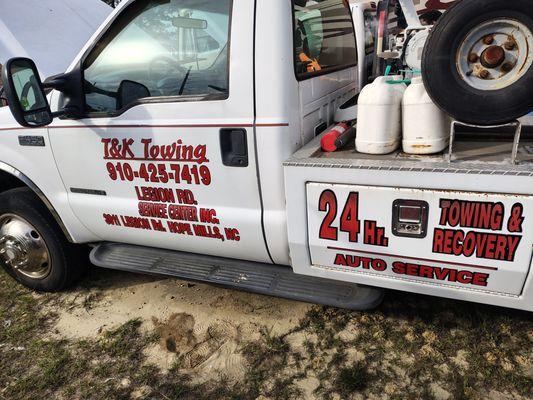 T&K Towing
910-425-7419
Legion Rd.
Service Center Inc.
3911 Legion Rd. Hope Mills, NC
24 Hr.
Towing &
Recovery
Auto Service